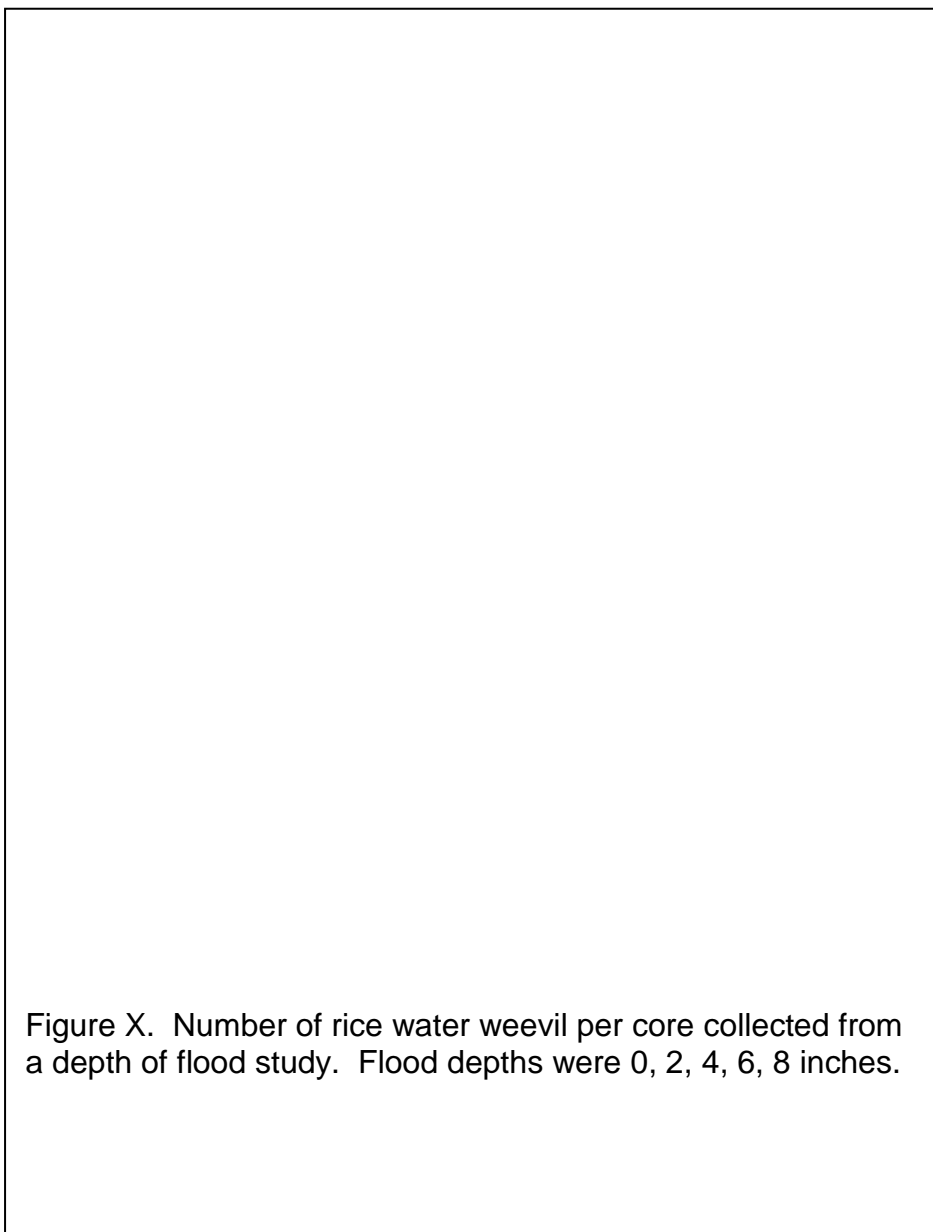 Figure X.  Number of rice water weevil per core collected from
a depth of flood study.  Flood depths were 0, 2, 4, 6, 8 inches.